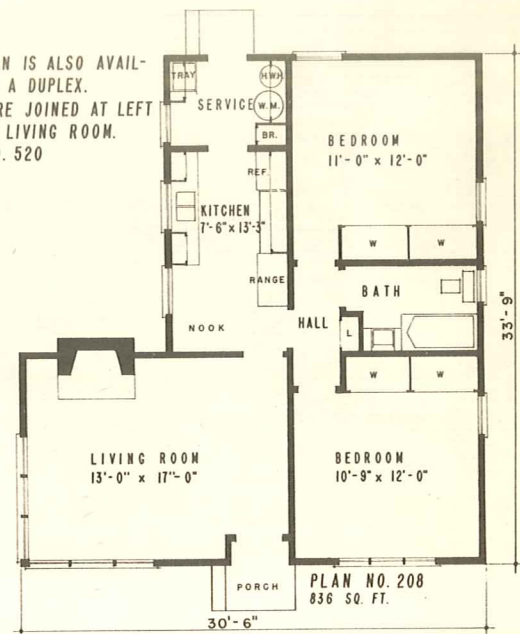 N IS ALSO AVAIL-
A DUPLEX.
RE JOINED AT LEFT
LIVING ROOM.
. 520
TRAY
SERVICE
H.W.H.
W.M.
BR.
BEDROOM
11'-0" x 12'-0"
REF.
KITCHEN
7'-6" x 13'-3"
W
W
RANGE
BATH
NOOK
HALL
L
33'-9"
W
W
LIVING ROOM
13'-0" x 17"-0"
BEDROOM
10'-9" x 12'-0"
PORCH
PLAN NO. 208
836 SQ. FT.
30'-6"